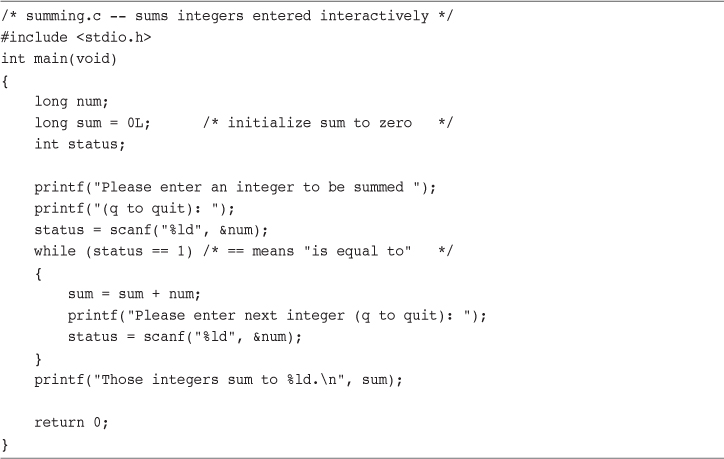 /* summing.c -- sums integers entered interactively */
#include <stdio.h>
int main(void)
{
    long num;
    long sum = 0L;      /* initialize sum to zero   */
    int status;

    printf("Please enter an integer to be summed ");
    printf("(q to quit): ");
    status = scanf("%ld", &num);
    while (status == 1) /* == means "is equal to"   */
    {
        sum = sum + num;
        printf("Please enter next integer (q to quit): ");
        status = scanf("%ld", &num);
    }
    printf("Those integers sum to %ld.\n", sum);

    return 0;
}